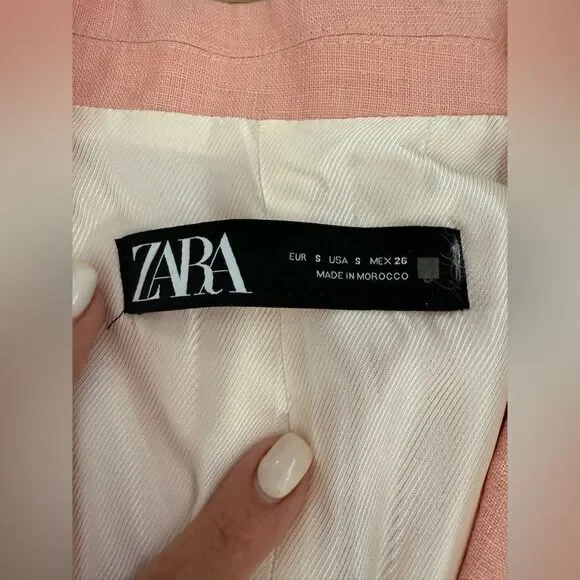 ZARA
EUR S USA S MEX 26
MADE IN MOROCCO